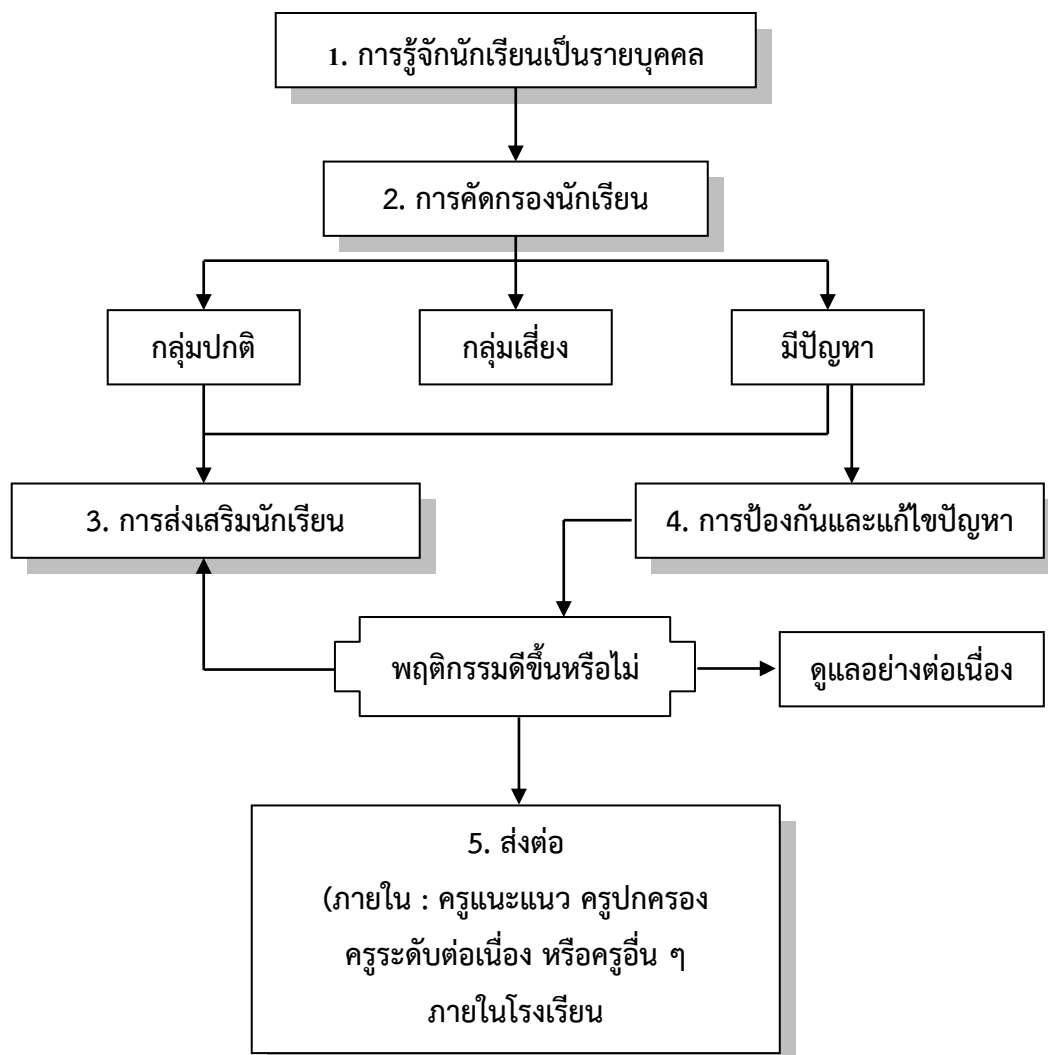 1. การรู้จักนักเรียนเป็นรายบุคคล
2. การคัดกรองนักเรียน
กลุ่มปกติ
กลุ่มเสี่ยง
มีปัญหา
3. การส่งเสริมนักเรียน
4. การป้องกันและแก้ไขปัญหา
พฤติกรรมดีขึ้นหรือไม่
ดูแลอย่างต่อเนื่อง
5. ส่งต่อ
(ภายใน : ครูแนะแนว ครูปกครอง
ครูระดับต่อเนื่อง หรือครูอื่น ๆ
ภายในโรงเรียน